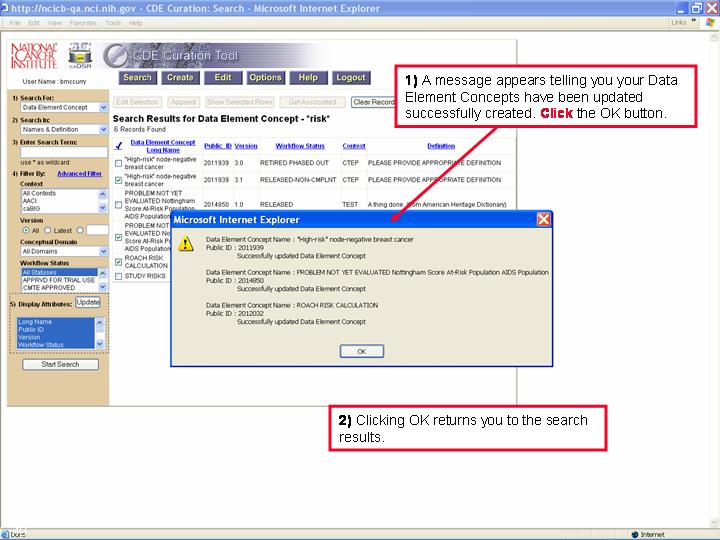 http://ncicb-qa.nci.nih.gov - CDE Curation: Search - Microsoft Internet Explorer
File Edit View Favorites Tools Help
Links »
NATIONAL CANCER INSTITUTE
caDSR
CDE Curation Tool
User Name : bmccurry
Search Create Edit Options Help Logout
1) A message appears telling you your Data
Element Concepts have been updated
successfully created. Click the OK button.
1) Search For:
Data Element Concept
2) Search In:
Names & Definition
3) Enter Search Term:
use * as wildcard
4) Filter By: Advanced Filter
Context
All Contexts
AACI
caBIG
Version
All Latest
Conceptual Domain
All Domains
Workflow Status
All Statuses
APPRVD FOR TRIAL USE
CMTE APPROVED
5) Display Attributes: Update
Long Name
Public ID
Version
Workflow Status
Start Search
Edit Selection Append Show Selected Rows Get Associated Clear Record
Search Results for Data Element Concept - *risk*
6 Records Found
Data Element Concept Long Name Public ID Version Workflow Status Context Definition
"High-risk" node-negative breast cancer 2011939 3.0 RETIRED PHASED OUT CTEP PLEASE PROVIDE APPROPRIATE DEFINITION
"High-risk" node-negative breast cancer 2011939 3.1 RELEASED-NON-CMPLNT CTEP PLEASE PROVIDE APPROPRIATE DEFINITION
PROBLEM NOT YET
EVALUATED Nottingham 2014850 1.0 RELEASED TEST A thing done. (from American Heritage Dictionary)
Score At-Risk Population
AIDS Populati
PROBLEM NOT
EVALUATED No
Score At-Risk P
AIDS Populati
ROACH RISK
CALCULATION
STUDY RISKS
Microsoft Internet Explorer
Data Element Concept Name : "High-risk" node-negative breast cancer
Public ID : 2011939
Successfully updated Data Element Concept
Data Element Concept Name : PROBLEM NOT YET EVALUATED Nottingham Score At-Risk Population AIDS Population
Public ID : 2014850
Successfully updated Data Element Concept
Data Element Concept Name : ROACH RISK CALCULATION
Public ID : 2012032
Successfully updated Data Element Concept
OK
2) Clicking OK returns you to the search
results.
Internet